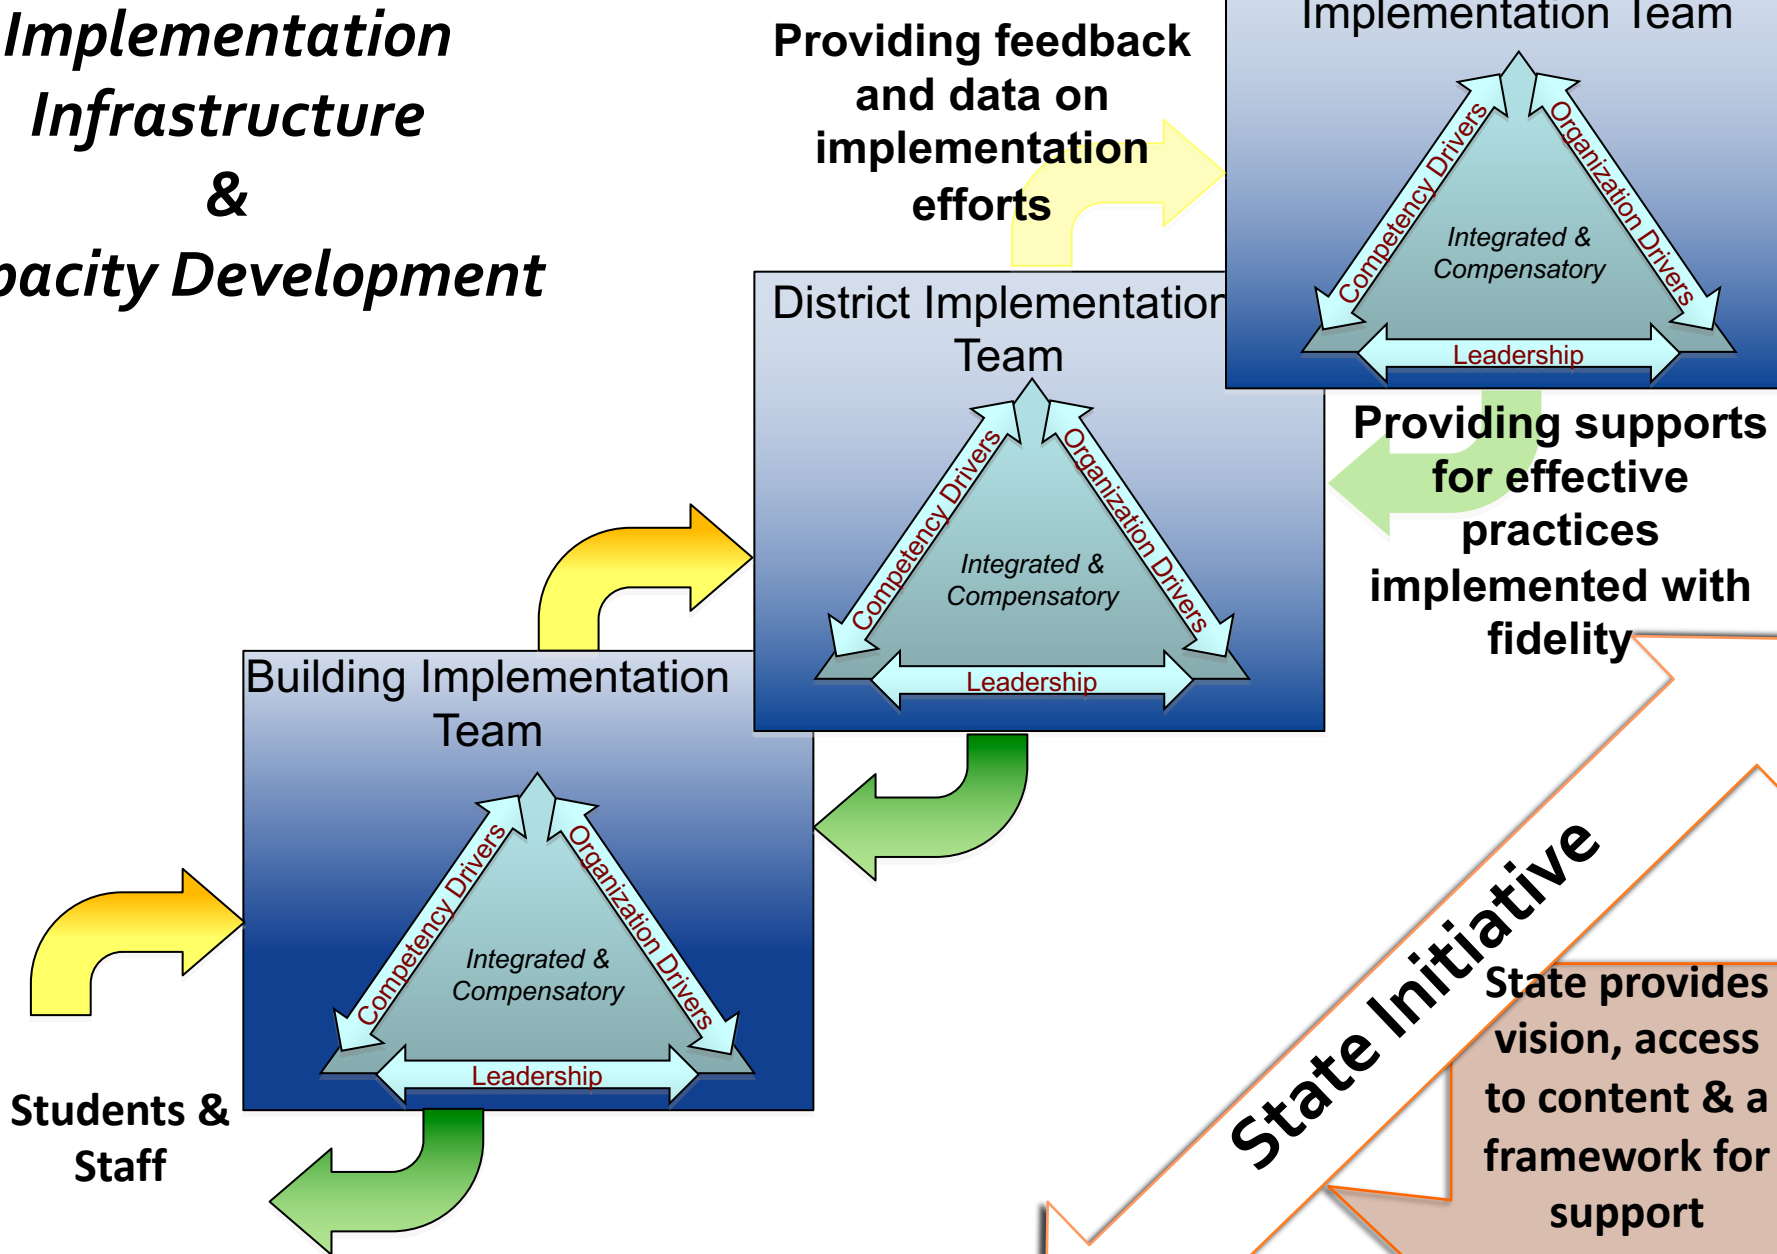 Implementation
Infrastructure
&
pacity Development
Providing feedback
and data on
implementation
efforts
Implementation Team
Competency Drivers
Organization Drivers
Integrated &
Compensatory
Leadership
District Implementation
Team
Competency Drivers
Organization Drivers
Integrated &
Compensatory
Leadership
Providing supports
for effective
practices
implemented with
fidelity
Building Implementation
Team
Competency Drivers
Organization Drivers
Integrated &
Compensatory
Leadership
Students &
Staff
State Initiative
State provides
vision, access
to content & a
framework for
support